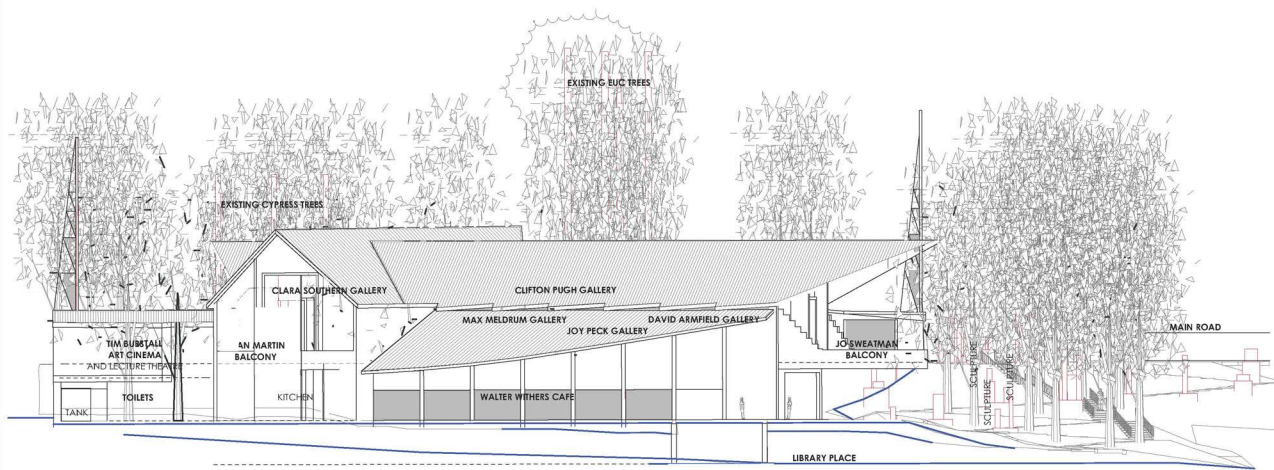 EXISTING EUC TREES
EXISTING CYPRESS TREES
CLARA SOUTHERN GALLERY
CLIFTON PUGH GALLERY
MAX MELDRUM GALLERY
DAVID ARMFIELD GALLERY
JOY PECK GALLERY
MAIN ROAD
TIM BURSTALL
ART CINEMA
AND LECTURE THEATRE
AN MARTIN
BALCONY
JO SWEATMAN
BALCONY
SCULPTURE
SCULPTURE
SCULPTURE
TOILETS
KITCHEN
WALTER WITHERS CAFE
TANK
LIBRARY PLACE